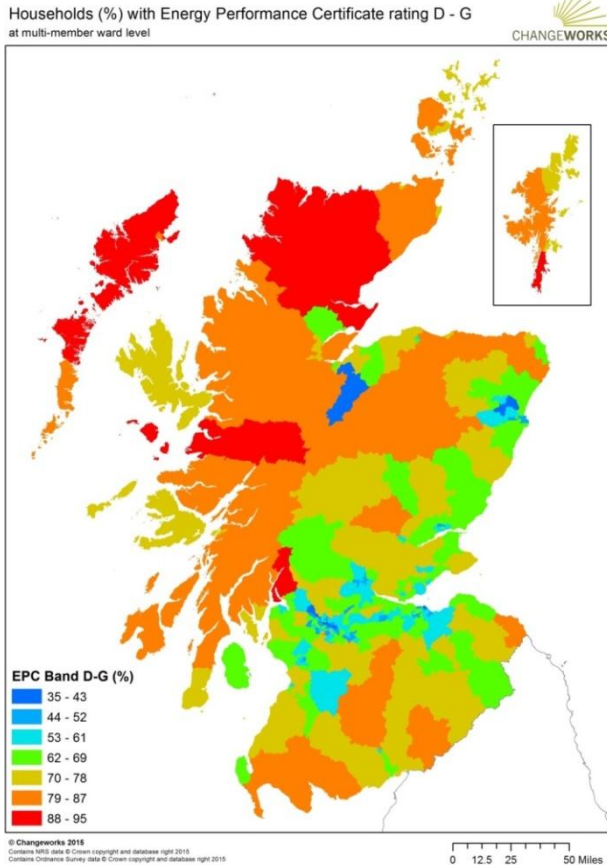 Households (%) with Energy Performance Certificate rating D - G
at multi-member ward level
CHANGEWORKS
EPC Band D-G (%)
35 - 43
44 - 52
53 - 61
62 - 69
70 - 78
79 - 87
88 - 95
© Changeworks 2015
Contains NRS data © Crown copyright and database right 2015
Contains Ordnance Survey data © Crown copyright and database right 2015
0 12.5 25 50 Miles